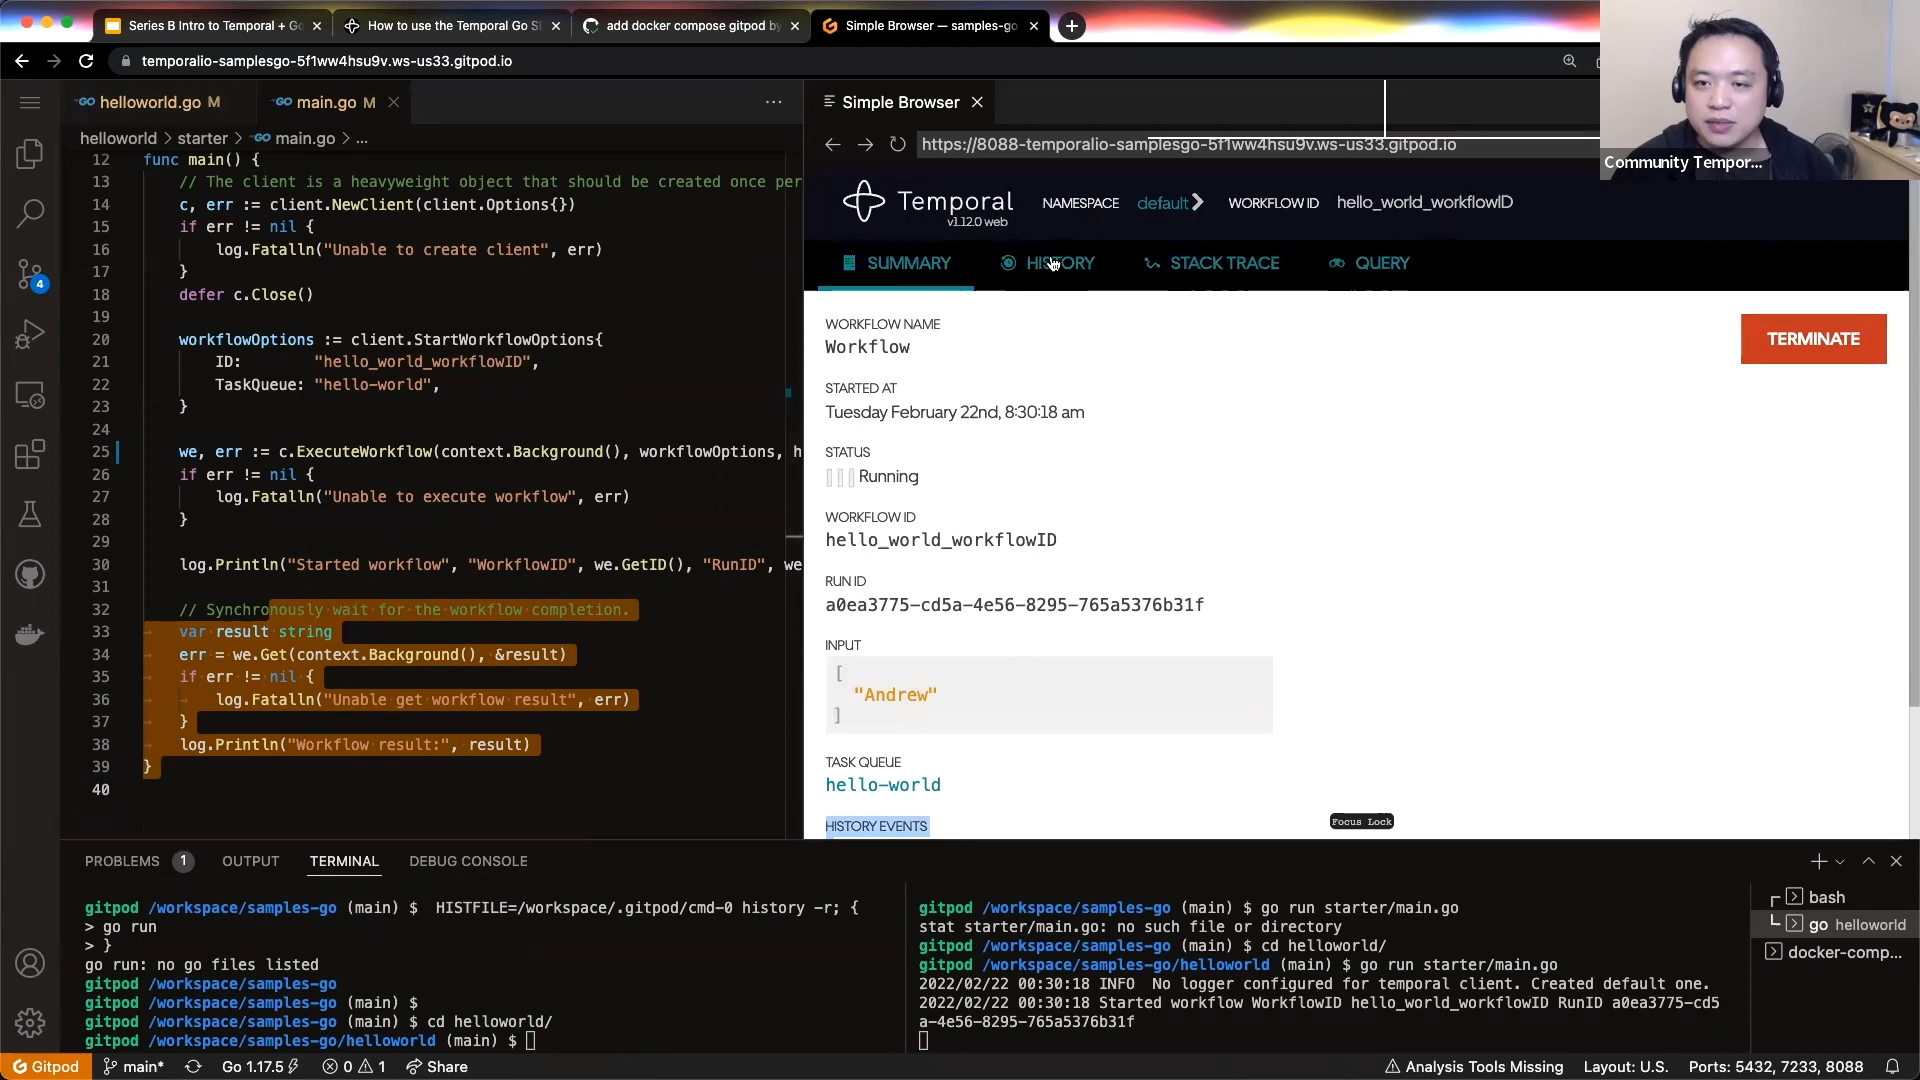 Series B Intro to Temporal + Go
How to use the Temporal Go S
add docker compose gitpod by
Simple Browser — samples-go
temporalio-samplesgo-5f1ww4hsu9v.ws-us33.gitpod.io
helloworld.go M
main.go M
Simple Browser
helloworld > starter > main.go > ...
https://8088-temporalio-samplesgo-5f1ww4hsu9v.ws-us33.gitpod.io
Community Tempor...
12 func main() {
13 // The client is a heavyweight object that should be created once per
14 c, err := client.NewClient(client.Options{})
15 if err != nil {
16 log.Fatalln("Unable to create client", err)
17 }
18 defer c.Close()
19
20 workflowOptions := client.StartWorkflowOptions{
21 ID: "hello_world_workflowID",
22 TaskQueue: "hello-world",
23 }
24
25 we, err := c.ExecuteWorkflow(context.Background(), workflowOptions, h
26 if err != nil {
27 log.Fatalln("Unable to execute workflow", err)
28 }
29
30 log.Println("Started workflow", "WorkflowID", we.GetID(), "RunID", we
31
32 // Synchronously wait for the workflow completion.
33 var result string
34 err = we.Get(context.Background(), &result)
35 if err != nil {
36 log.Fatalln("Unable get workflow result", err)
37 }
38 log.Println("Workflow result:", result)
39 }
40
Temporal
v1.12.0 web
NAMESPACE default
WORKFLOW ID hello_world_workflowID
SUMMARY
HISTORY
STACK TRACE
QUERY
WORKFLOW NAME
Workflow
TERMINATE
STARTED AT
Tuesday February 22nd, 8:30:18 am
STATUS
Running
WORKFLOW ID
hello_world_workflowID
RUN ID
a0ea3775-cd5a-4e56-8295-765a5376b31f
INPUT
[
"Andrew"
]
TASK QUEUE
hello-world
HISTORY EVENTS
Focus Lock
4
PROBLEMS 1 OUTPUT TERMINAL DEBUG CONSOLE
gitpod /workspace/samples-go (main) $ HISTFILE=/workspace/.gitpod/cmd-0 history -r; {
> go run
> }
go run: no go files listed
gitpod /workspace/samples-go
gitpod /workspace/samples-go (main) $
gitpod /workspace/samples-go (main) $ cd helloworld/
gitpod /workspace/samples-go/helloworld (main) $
gitpod /workspace/samples-go (main) $ go run starter/main.go
stat starter/main.go: no such file or directory
gitpod /workspace/samples-go (main) $ cd helloworld/
gitpod /workspace/samples-go/helloworld (main) $ go run starter/main.go
2022/02/22 00:30:18 INFO No logger configured for temporal client. Created default one.
2022/02/22 00:30:18 Started workflow WorkflowID hello_world_workflowID RunID a0ea3775-cd5
a-4e56-8295-765a5376b31f
bash
go helloworld
docker-comp...
Gitpod
main*
Go 1.17.5
0 1
Share
Analysis Tools Missing
Layout: U.S.
Ports: 5432, 7233, 8088